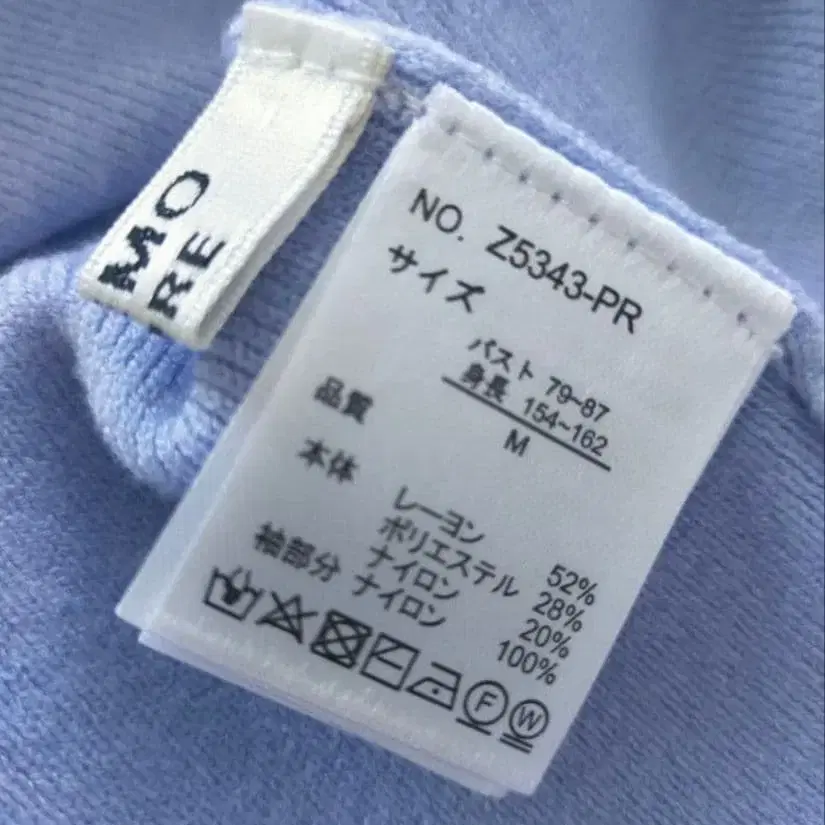 MO
RE
NO. Z5343-PR
サイズ
バスト 79~87
身長 154~162
M
品質
本体
レーヨン 52%
ポリエステル 28%
ナイロン 20%
袖部分 ナイロン 100%
F W